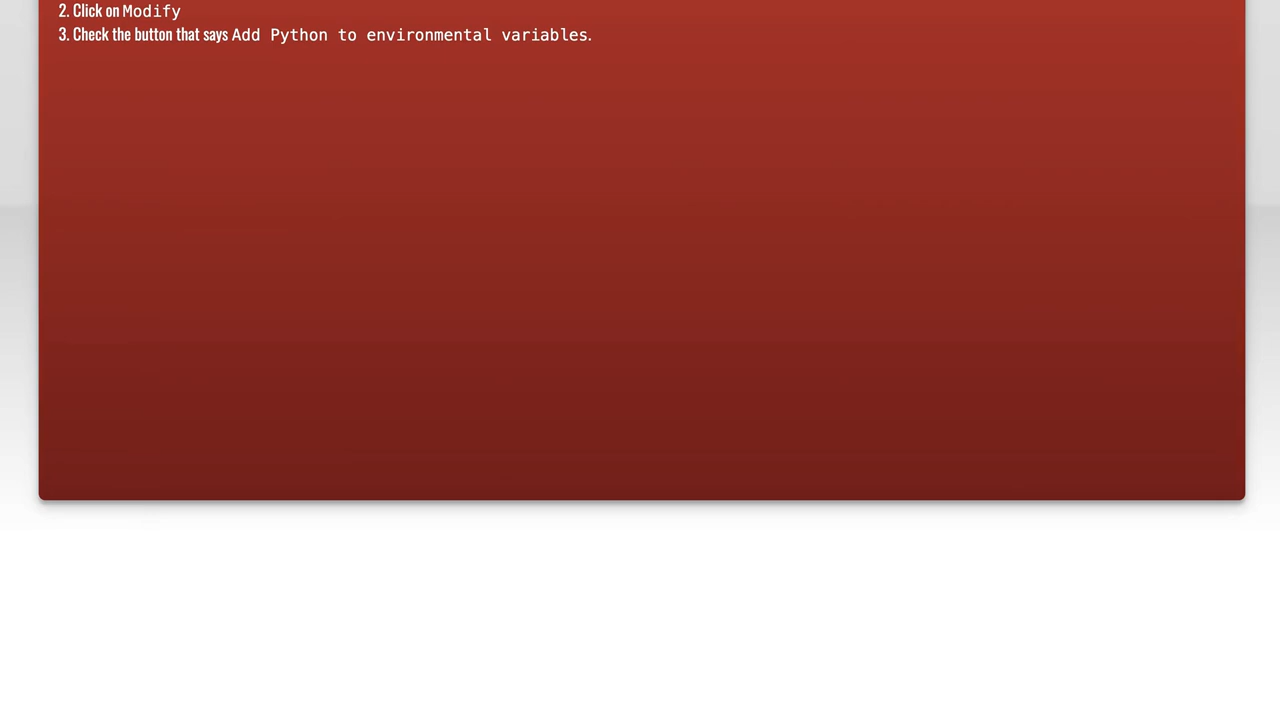 2. Click on Modify
3. Check the button that says Add Python to environmental variables.